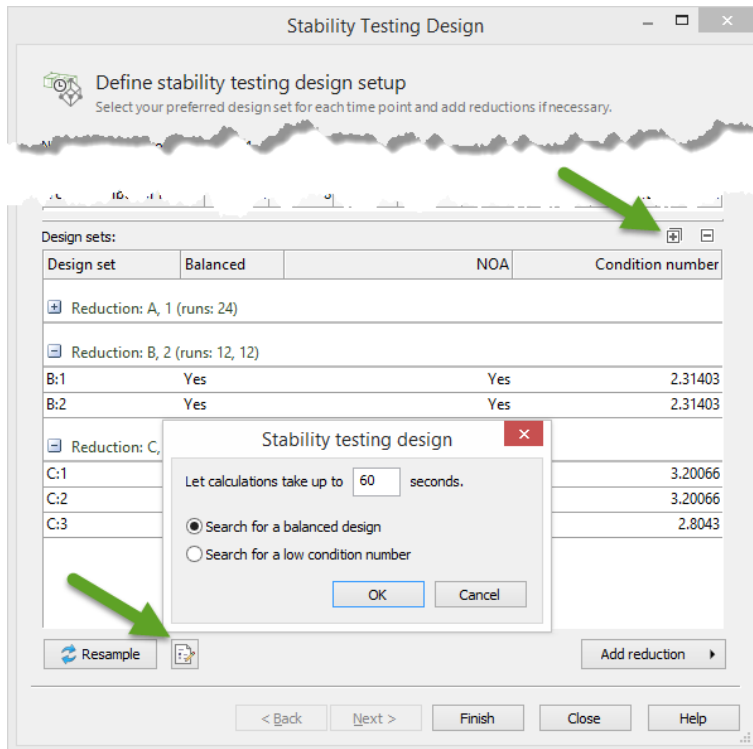 Stability Testing Design
Define stability testing design setup
Select your preferred design set for each time point and add reductions if necessary.
Design sets:
Design set Balanced NOA Condition number
Reduction: A, 1 (runs: 24)
Reduction: B, 2 (runs: 12, 12)
B:1 Yes Yes 2.31403
B:2 Yes Yes 2.31403
Reduction: C,
C:1 3.20066
C:2 3.20066
C:3 2.8043
Stability testing design
Let calculations take up to 60 seconds.
Search for a balanced design
Search for a low condition number
OK Cancel
Resample Add reduction
< Back Next > Finish Close Help